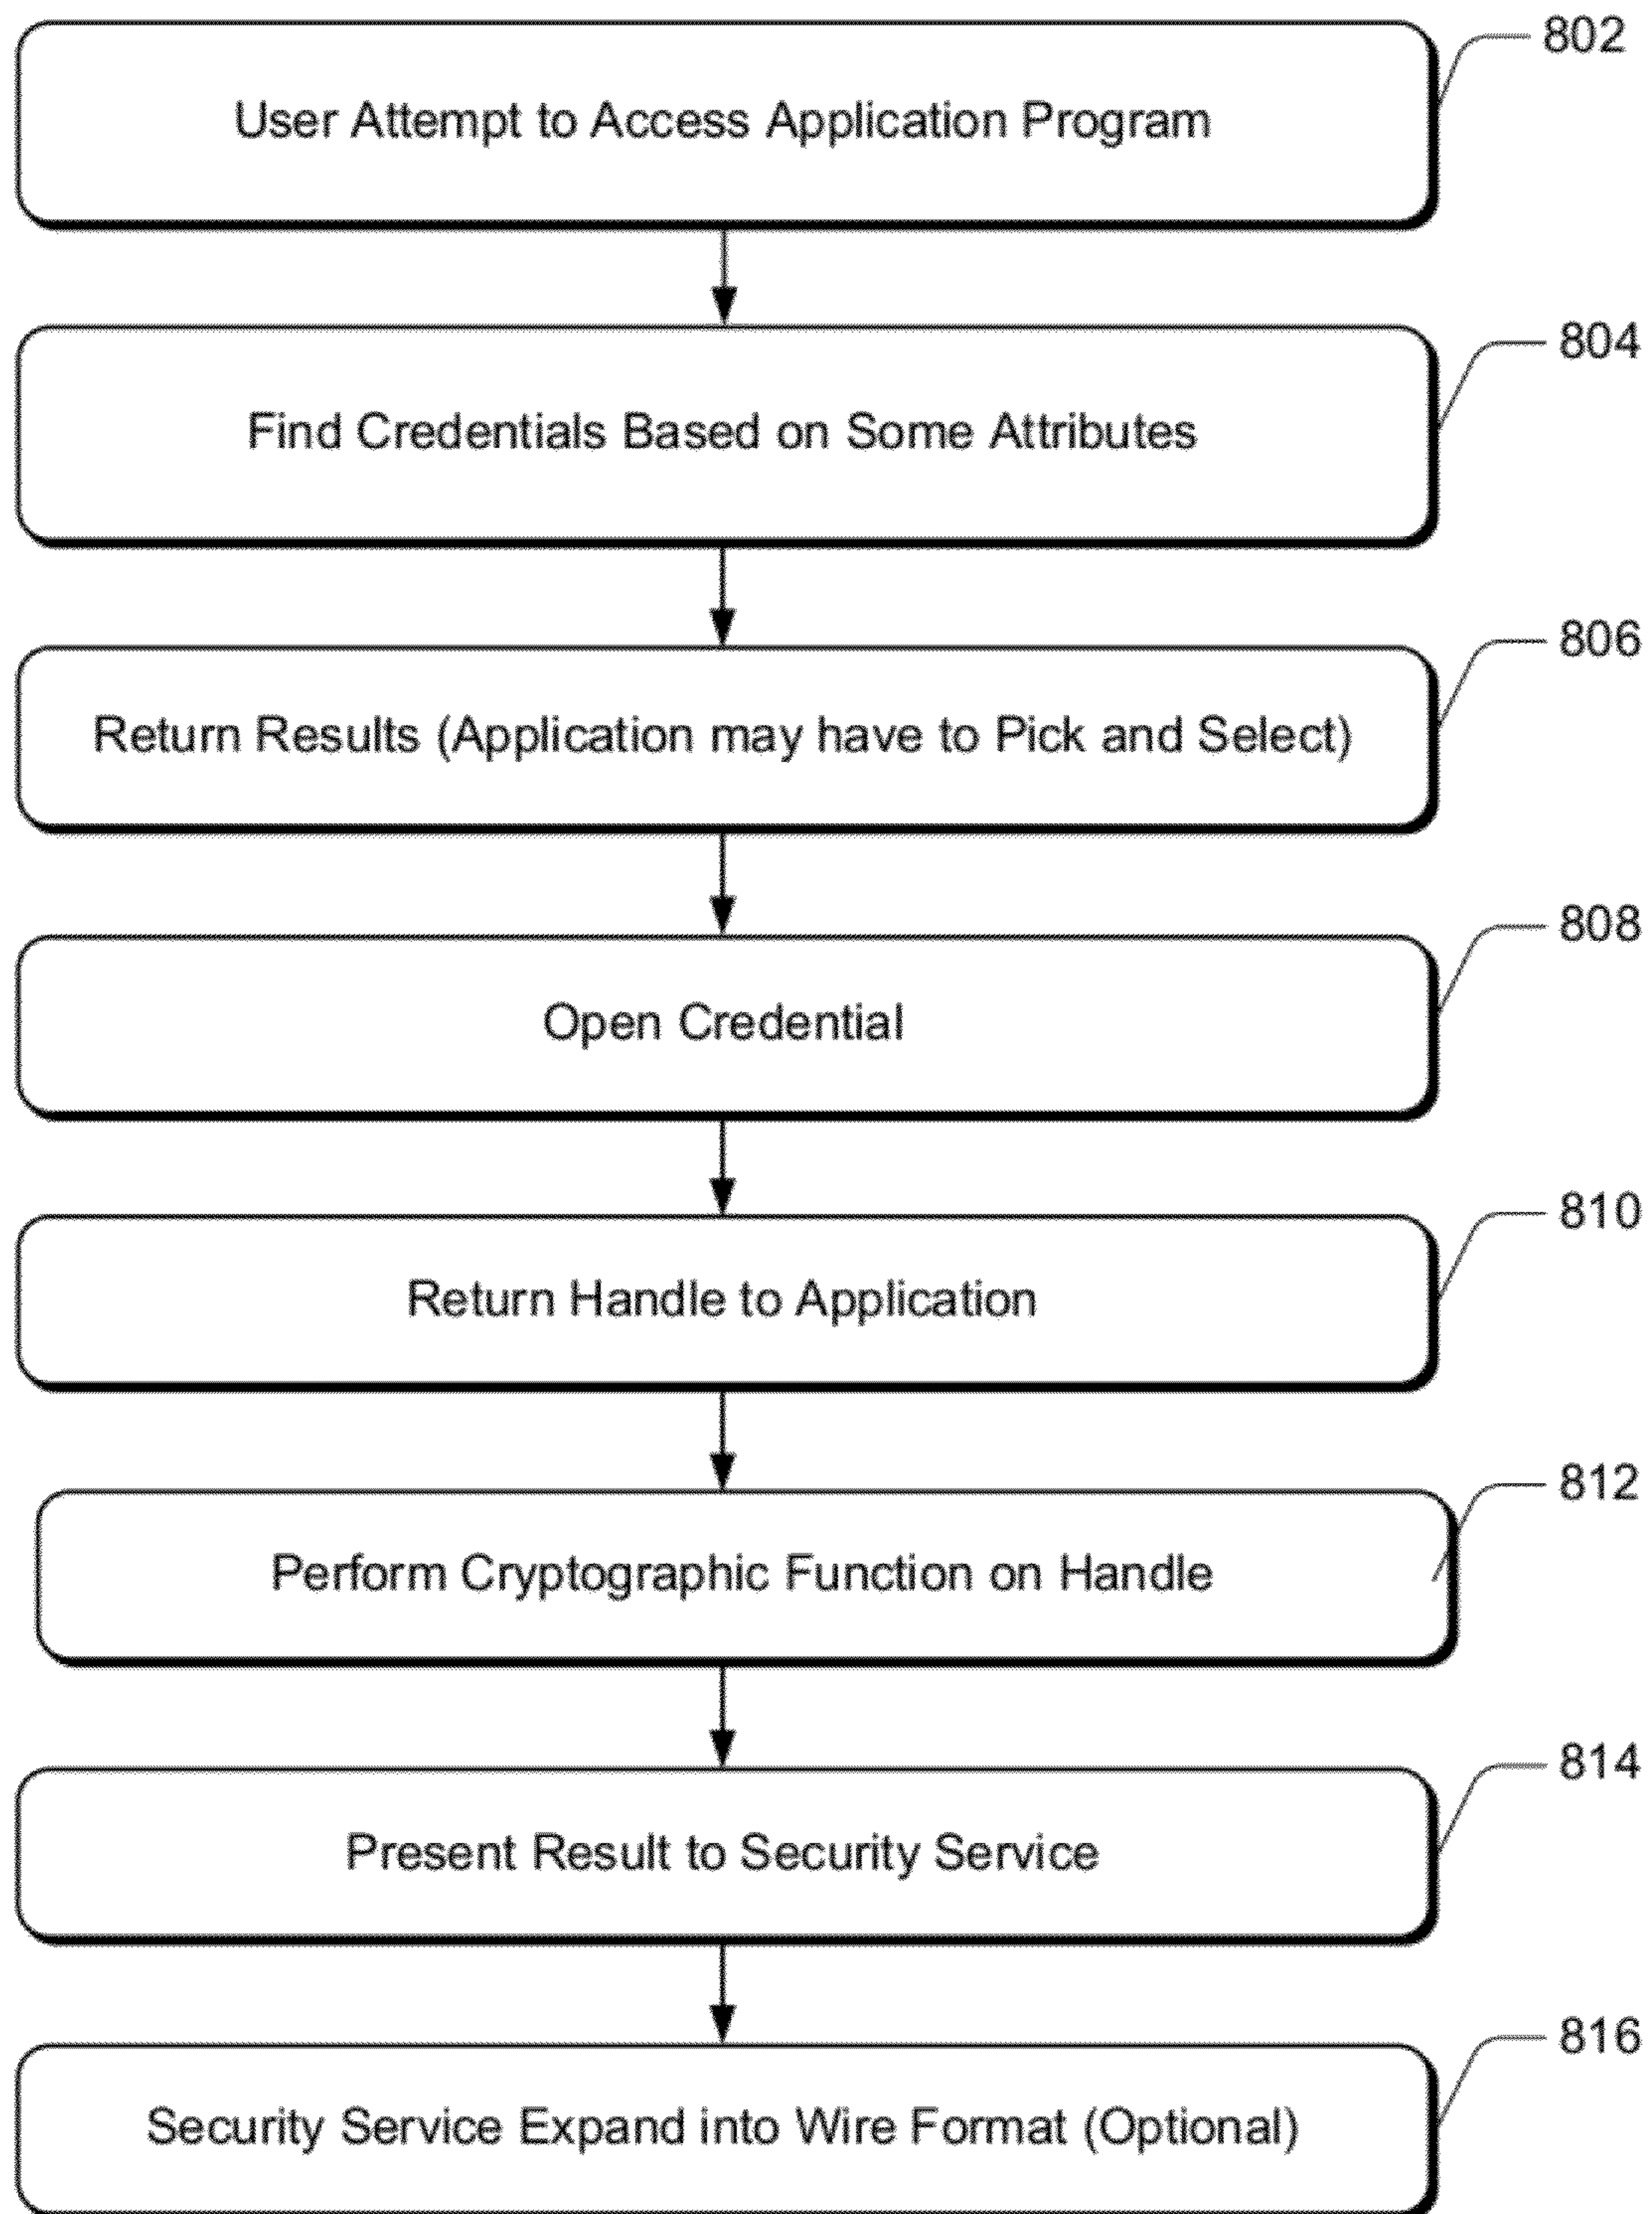 802
User Attempt to Access Application Program
804
Find Credentials Based on Some Attributes
806
Return Results (Application may have to Pick and Select)
808
Open Credential
810
Return Handle to Application
812
Perform Cryptographic Function on Handle
814
Present Result to Security Service
816
Security Service Expand into Wire Format (Optional)